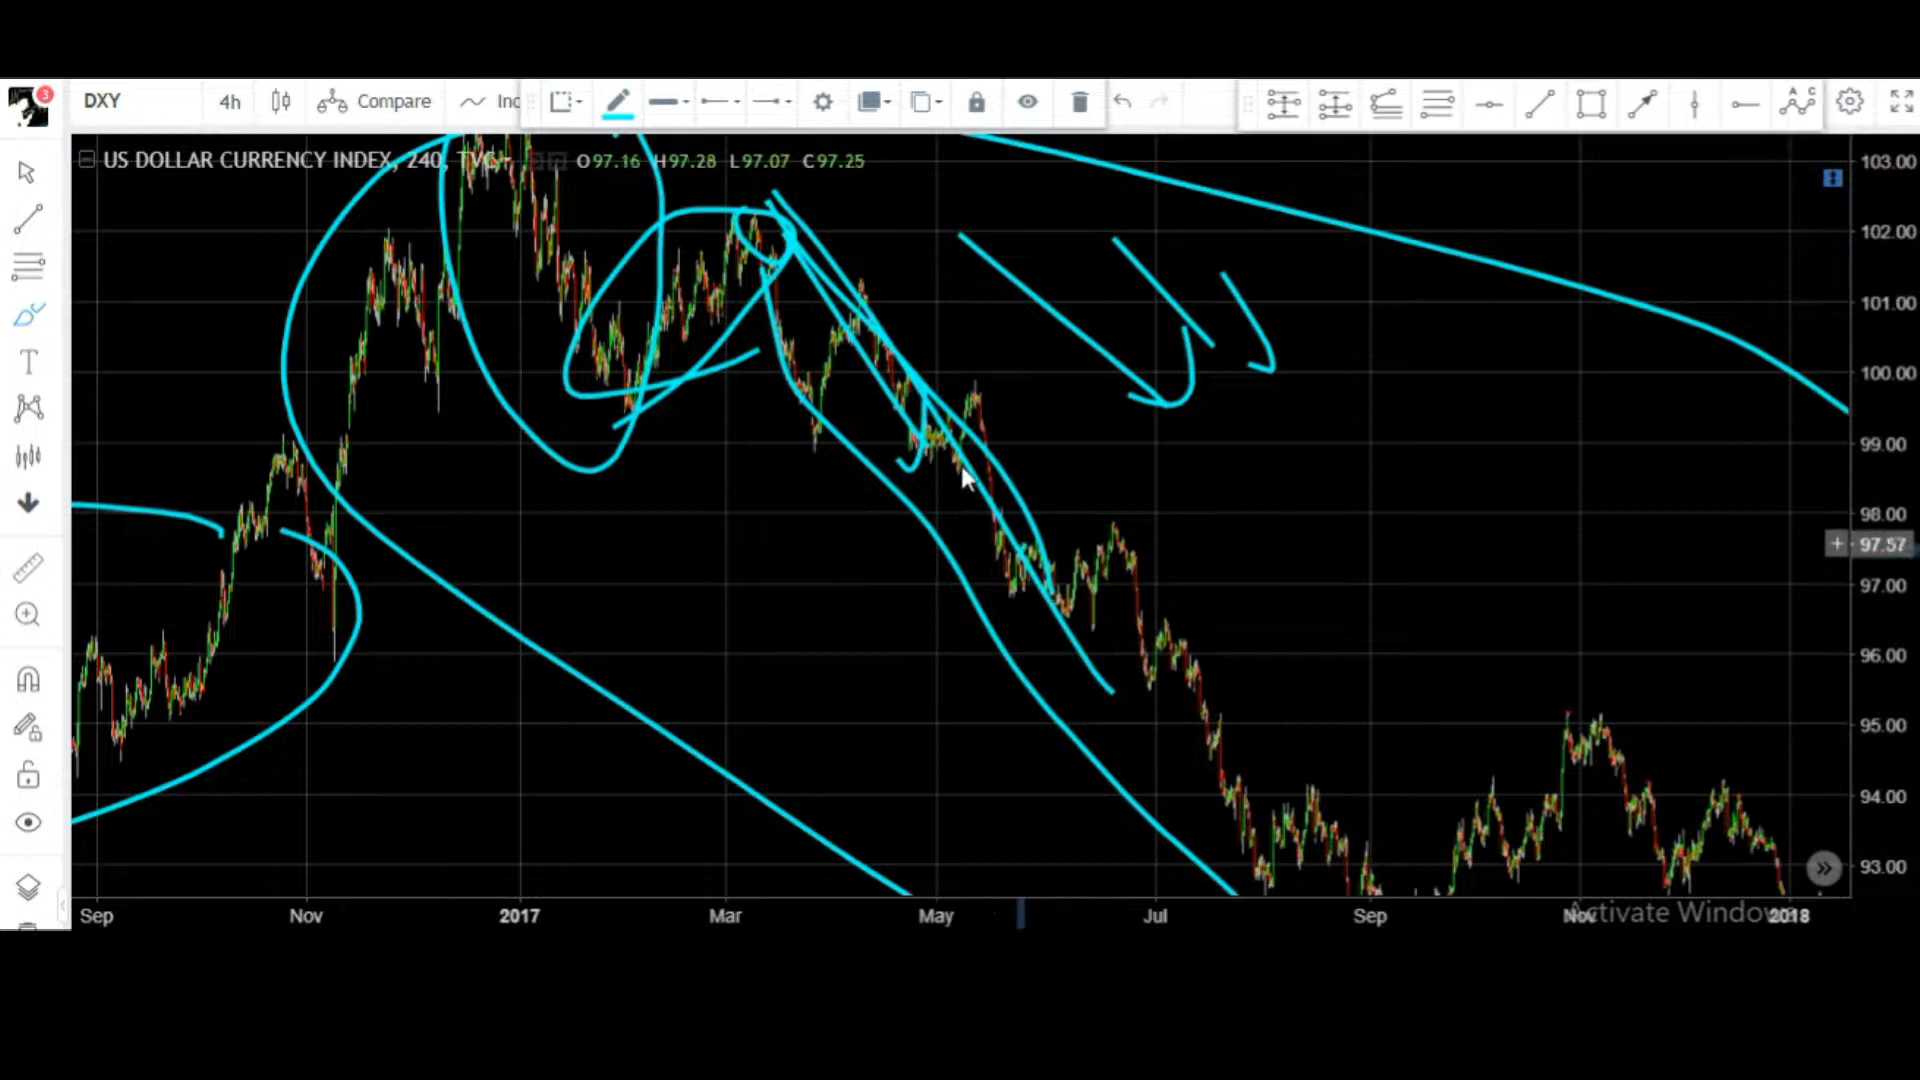 3
DXY 4h Compare
US DOLLAR CURRENCY INDEX, 240, TVC O97.16 H97.28 L97.07 C97.25
A C
T
103.00
102.00
101.00
100.00
99.00
98.00
+ 97.57
97.00
96.00
95.00
94.00
93.00
Sep Nov 2017 Mar May Jul Sep Nov 2018
Activate Windows